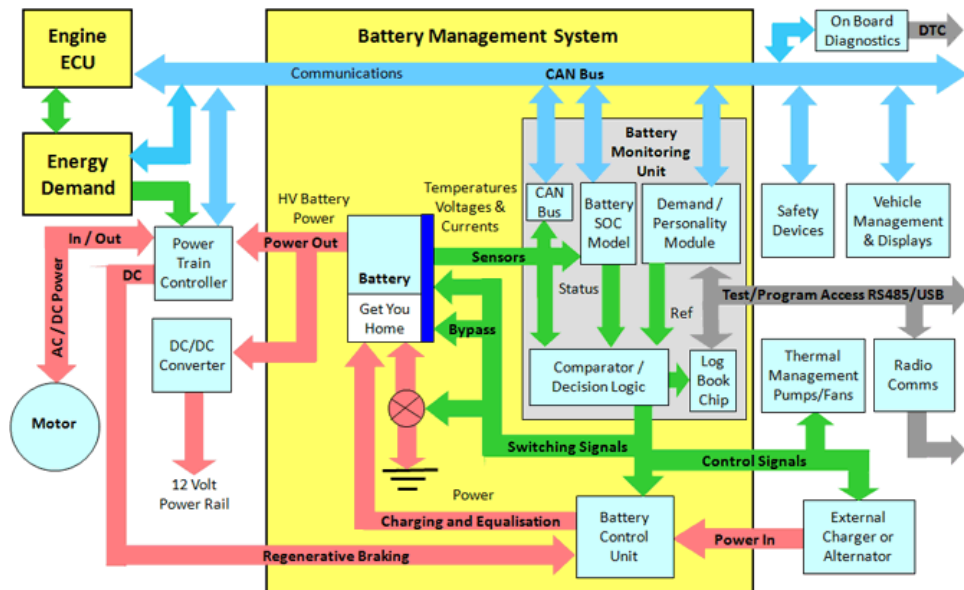 Engine
ECU
Battery Management System
On Board
Diagnostics
DTC
Communications
CAN Bus
Energy
Demand
Battery
Monitoring
Unit
HV Battery
Power
Temperatures
Voltages &
Currents
CAN
Bus
Battery
SOC
Model
Demand /
Personality
Module
Safety
Devices
Vehicle
Management
& Displays
In / Out
Power
Train
Controller
Power Out
Battery
Sensors
DC
AC / DC Power
Status
Ref
Test/Program Access RS485/USB
Get You
Home
Bypass
DC/DC
Converter
Comparator /
Decision Logic
Log
Book
Chip
Thermal
Management
Pumps/Fans
Radio
Comms
Motor
Switching Signals
Control Signals
12 Volt
Power Rail
Power
Charging and Equalisation
Battery
Control
Unit
Power In
External
Charger or
Alternator
Regenerative Braking